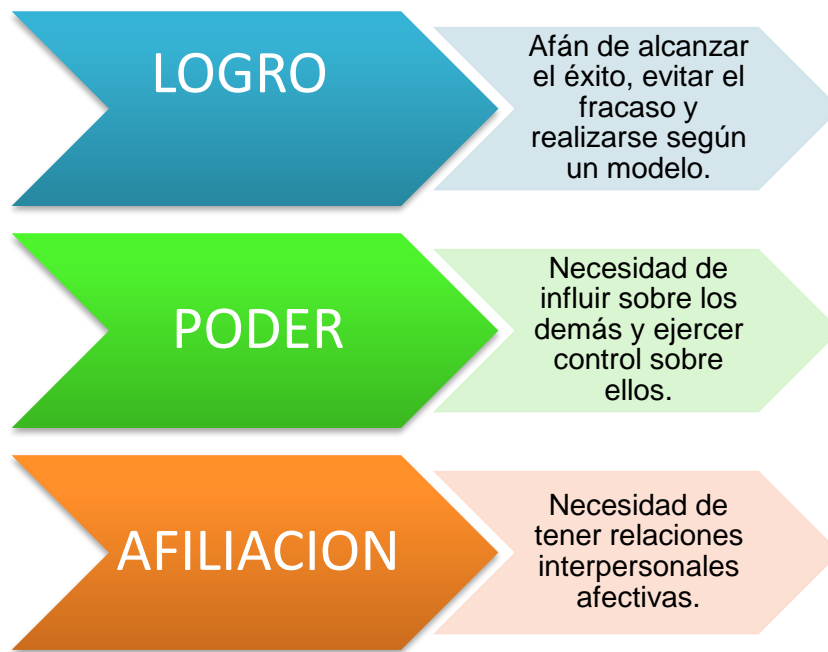 LOGRO
Afán de alcanzar
el éxito, evitar el
fracaso y
realizarse según
un modelo.
PODER
Necesidad de
influir sobre los
demás y ejercer
control sobre
ellos.
AFILIACION
Necesidad de
tener relaciones
interpersonales
afectivas.